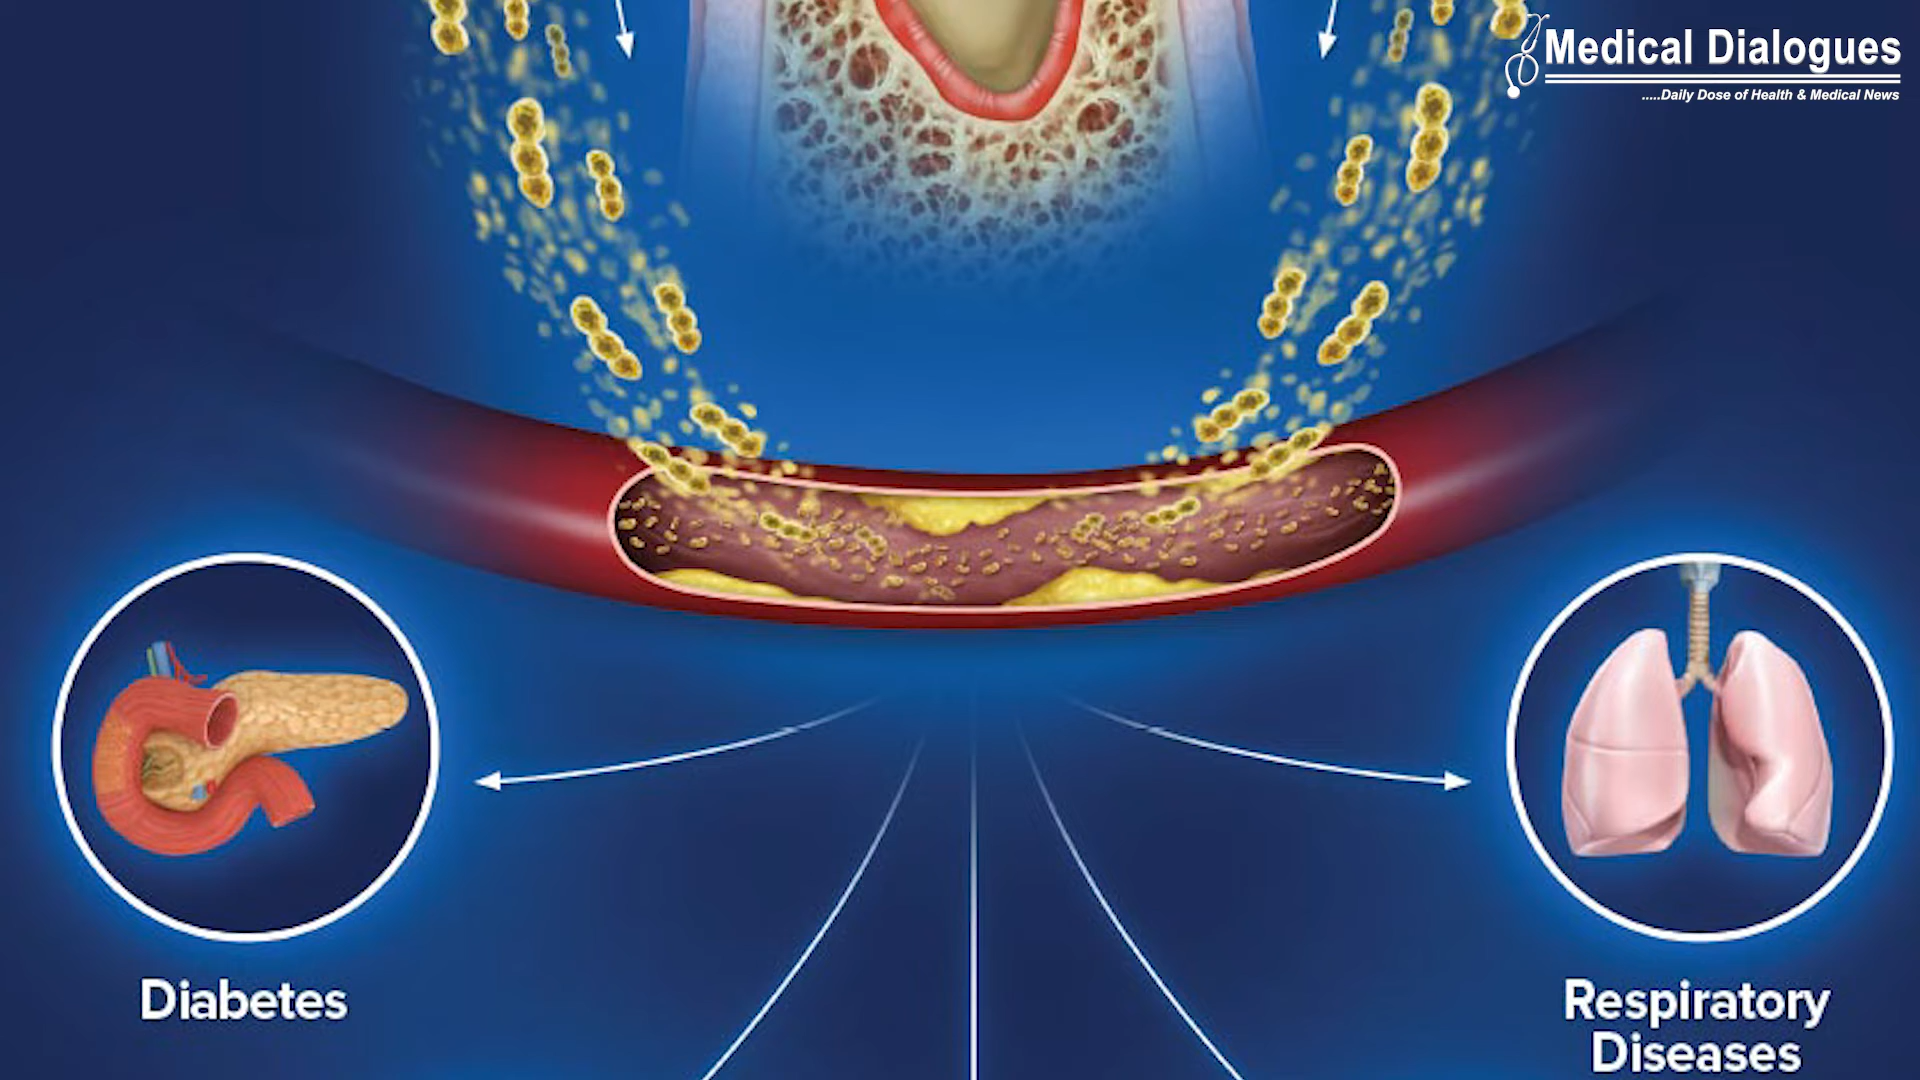 Medical Dialogues
.....Daily Dose of Health & Medical News
Diabetes
Respiratory
Diseases